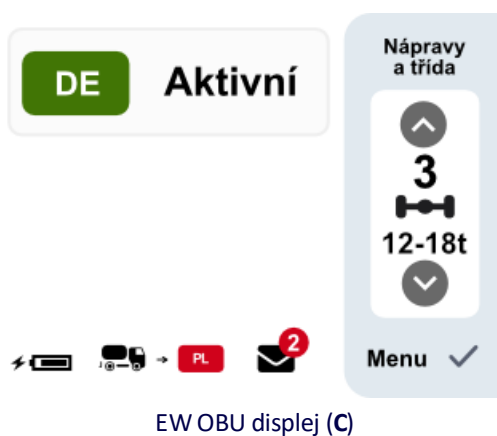 DE Aktivní
Nápravy
a třída
3
12-18t
PL
2
Menu
EW OBU displej (C)